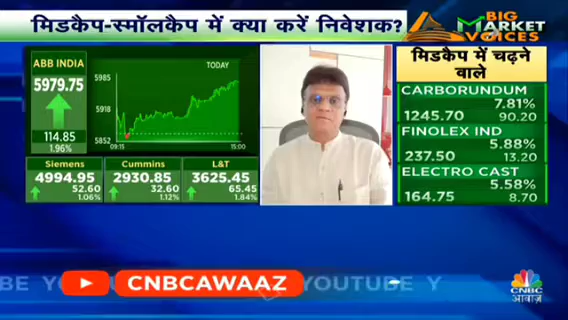 मिडकैप-स्मॉलकैप में क्या करें निवेशक?
BIG
MARKET
VOICES
ABB INDIA
5979.75
114.85
1.96%
TODAY
5985
5918
5852
09:15
15:00
Siemens
4994.95
52.60
1.06%
Cummins
2930.85
32.60
1.12%
L&T
3625.45
65.45
1.84%
मिडकैप में चढ़ने
वाले
CARBORUNDUM
7.81%
1245.70 90.20
FINOLEX IND
5.88%
237.50 13.20
ELECTRO CAST
5.58%
164.75 8.70
BE YO
CNBCAWAAZ
YOUTUBE Y
CNBC
आवाज़